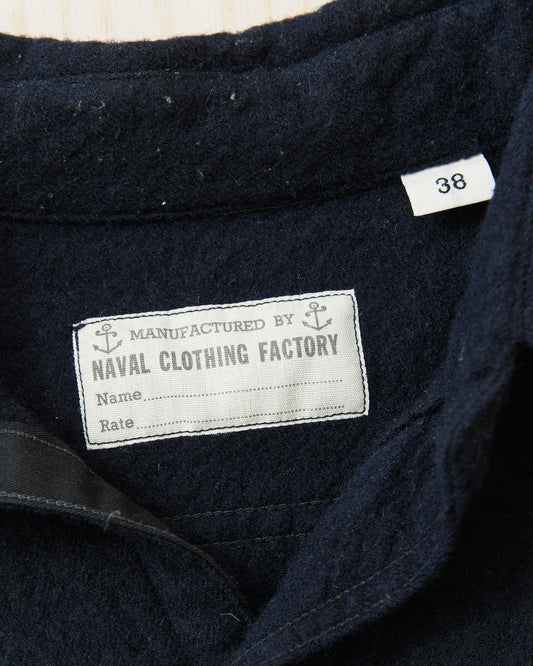 38
MANUFACTURED BY
NAVAL CLOTHING FACTORY
Name
Rate